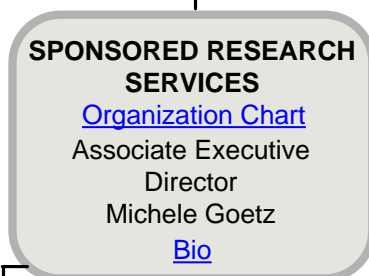 SPONSORED RESEARCH
SERVICES
Organization Chart
Associate Executive
Director
Michele Goetz
Bio